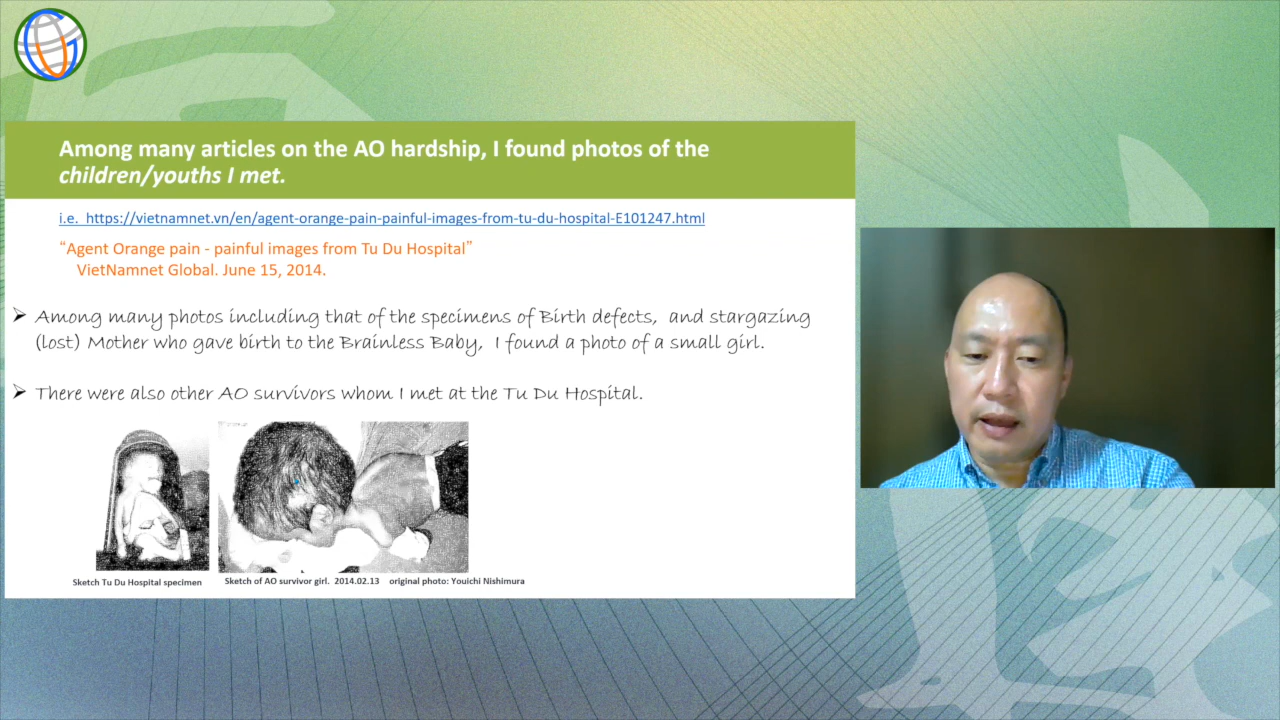 Among many articles on the AO hardship, I found photos of the
children/youths I met.
i.e. https://vietnamnet.vn/en/agent-orange-pain-painful-images-from-tu-du-hospital-E101247.html
“Agent Orange pain - painful images from Tu Du Hospital”
VietNamnet Global. June 15, 2014.
➢ Among many photos including that of the specimens of Birth defects, and stargazing
(lost) Mother who gave birth to the Brainless Baby, I found a photo of a small girl.
➢ There were also other AO survivors whom I met at the Tu Du Hospital.
Sketch Tu Du Hospital specimen
Sketch of AO survivor girl. 2014.02.13 original photo: Youichi Nishimura